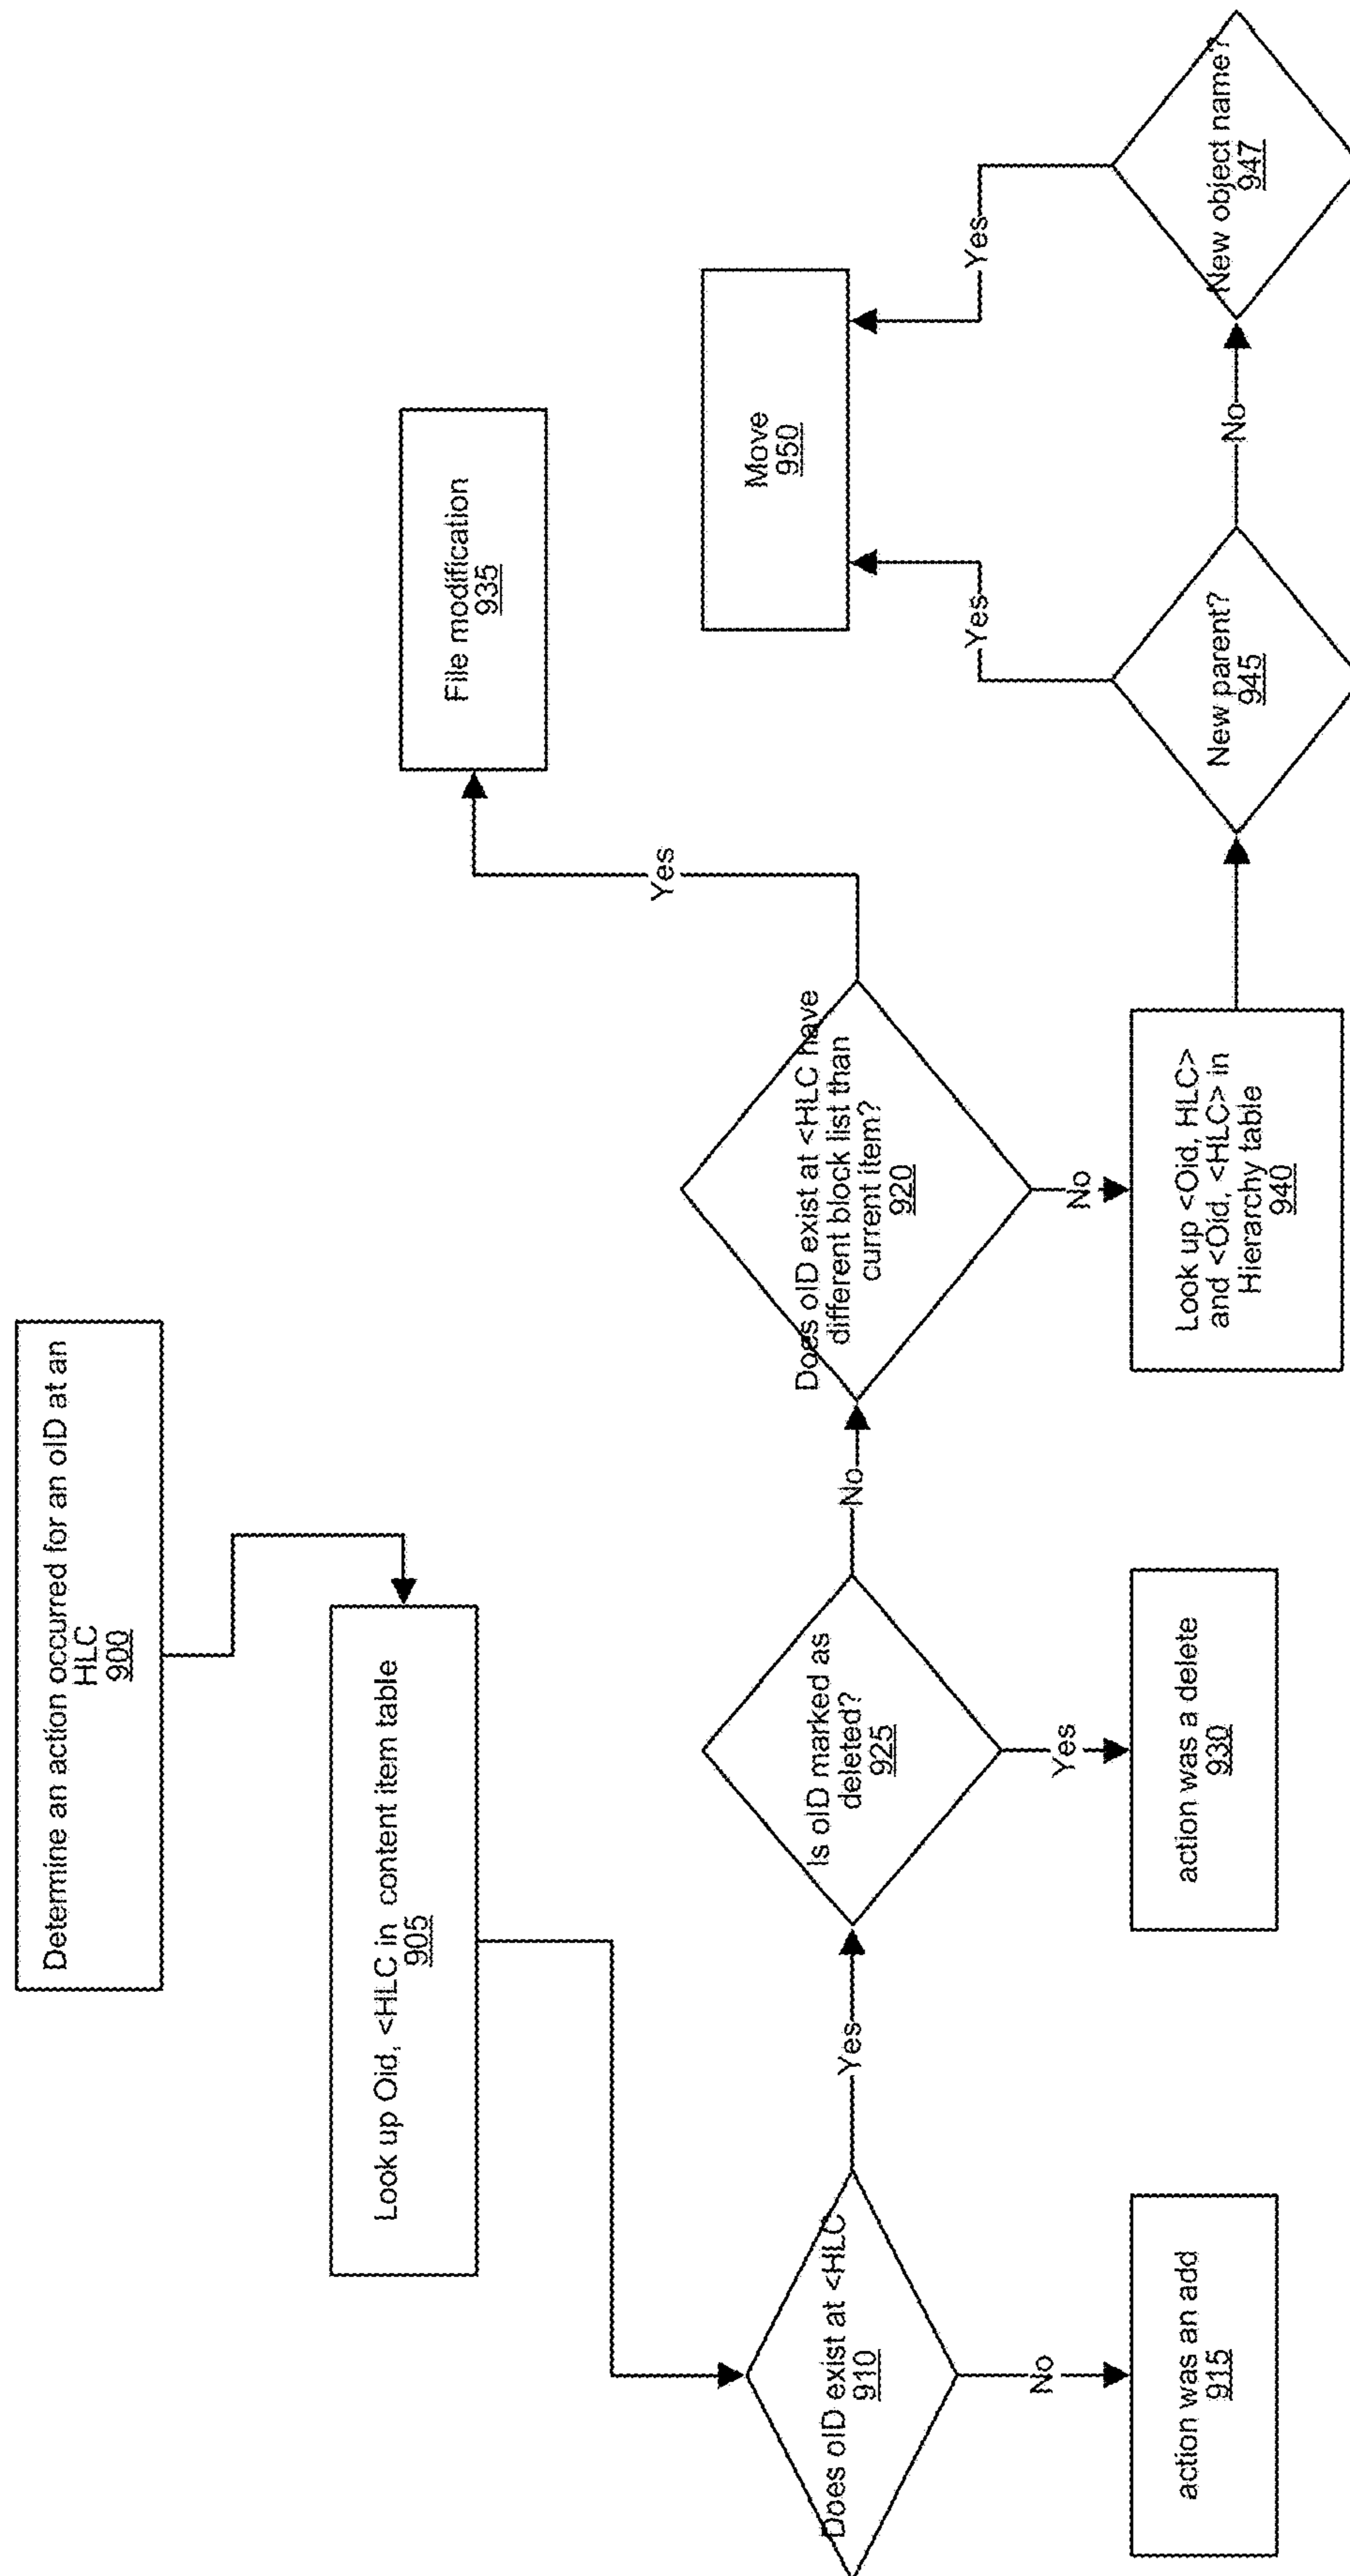 Determine an action occurred for an oID at an
HLC
900
Look up Oid, <HLC in content item table
905
Does oID exist at <HLC
910
Yes
No
action was an add
915
Is oID marked as
deleted?
925
No
Yes
action was a delete
930
Does oID exist at <HLC have
different block list than
current item?
920
Yes
No
File modification
935
Look up <Oid, HLC>
and <Oid, <HLC> in
Hierarchy table
940
New parent?
945
Yes
No
New object name?
947
Yes
Move
950